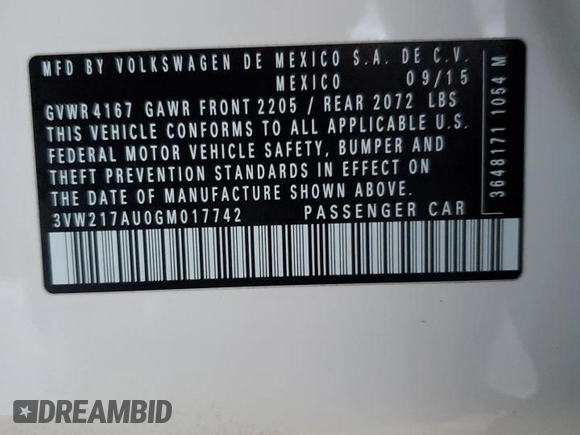 MFD BY VOLKSWAGEN DE MEXICO S.A. DE C.V.
MEXICO 09/15
GVWR 4167 GAWR FRONT 2205 / REAR 2072 LBS
THIS VEHICLE CONFORMS TO ALL APPLICABLE U.S.
FEDERAL MOTOR VEHICLE SAFETY, BUMPER AND
THEFT PREVENTION STANDARDS IN EFFECT ON
THE DATE OF MANUFACTURE SHOWN ABOVE.
3VW217AU0GM017742 PASSENGER CAR
3648171 1054 M
DREAMBID